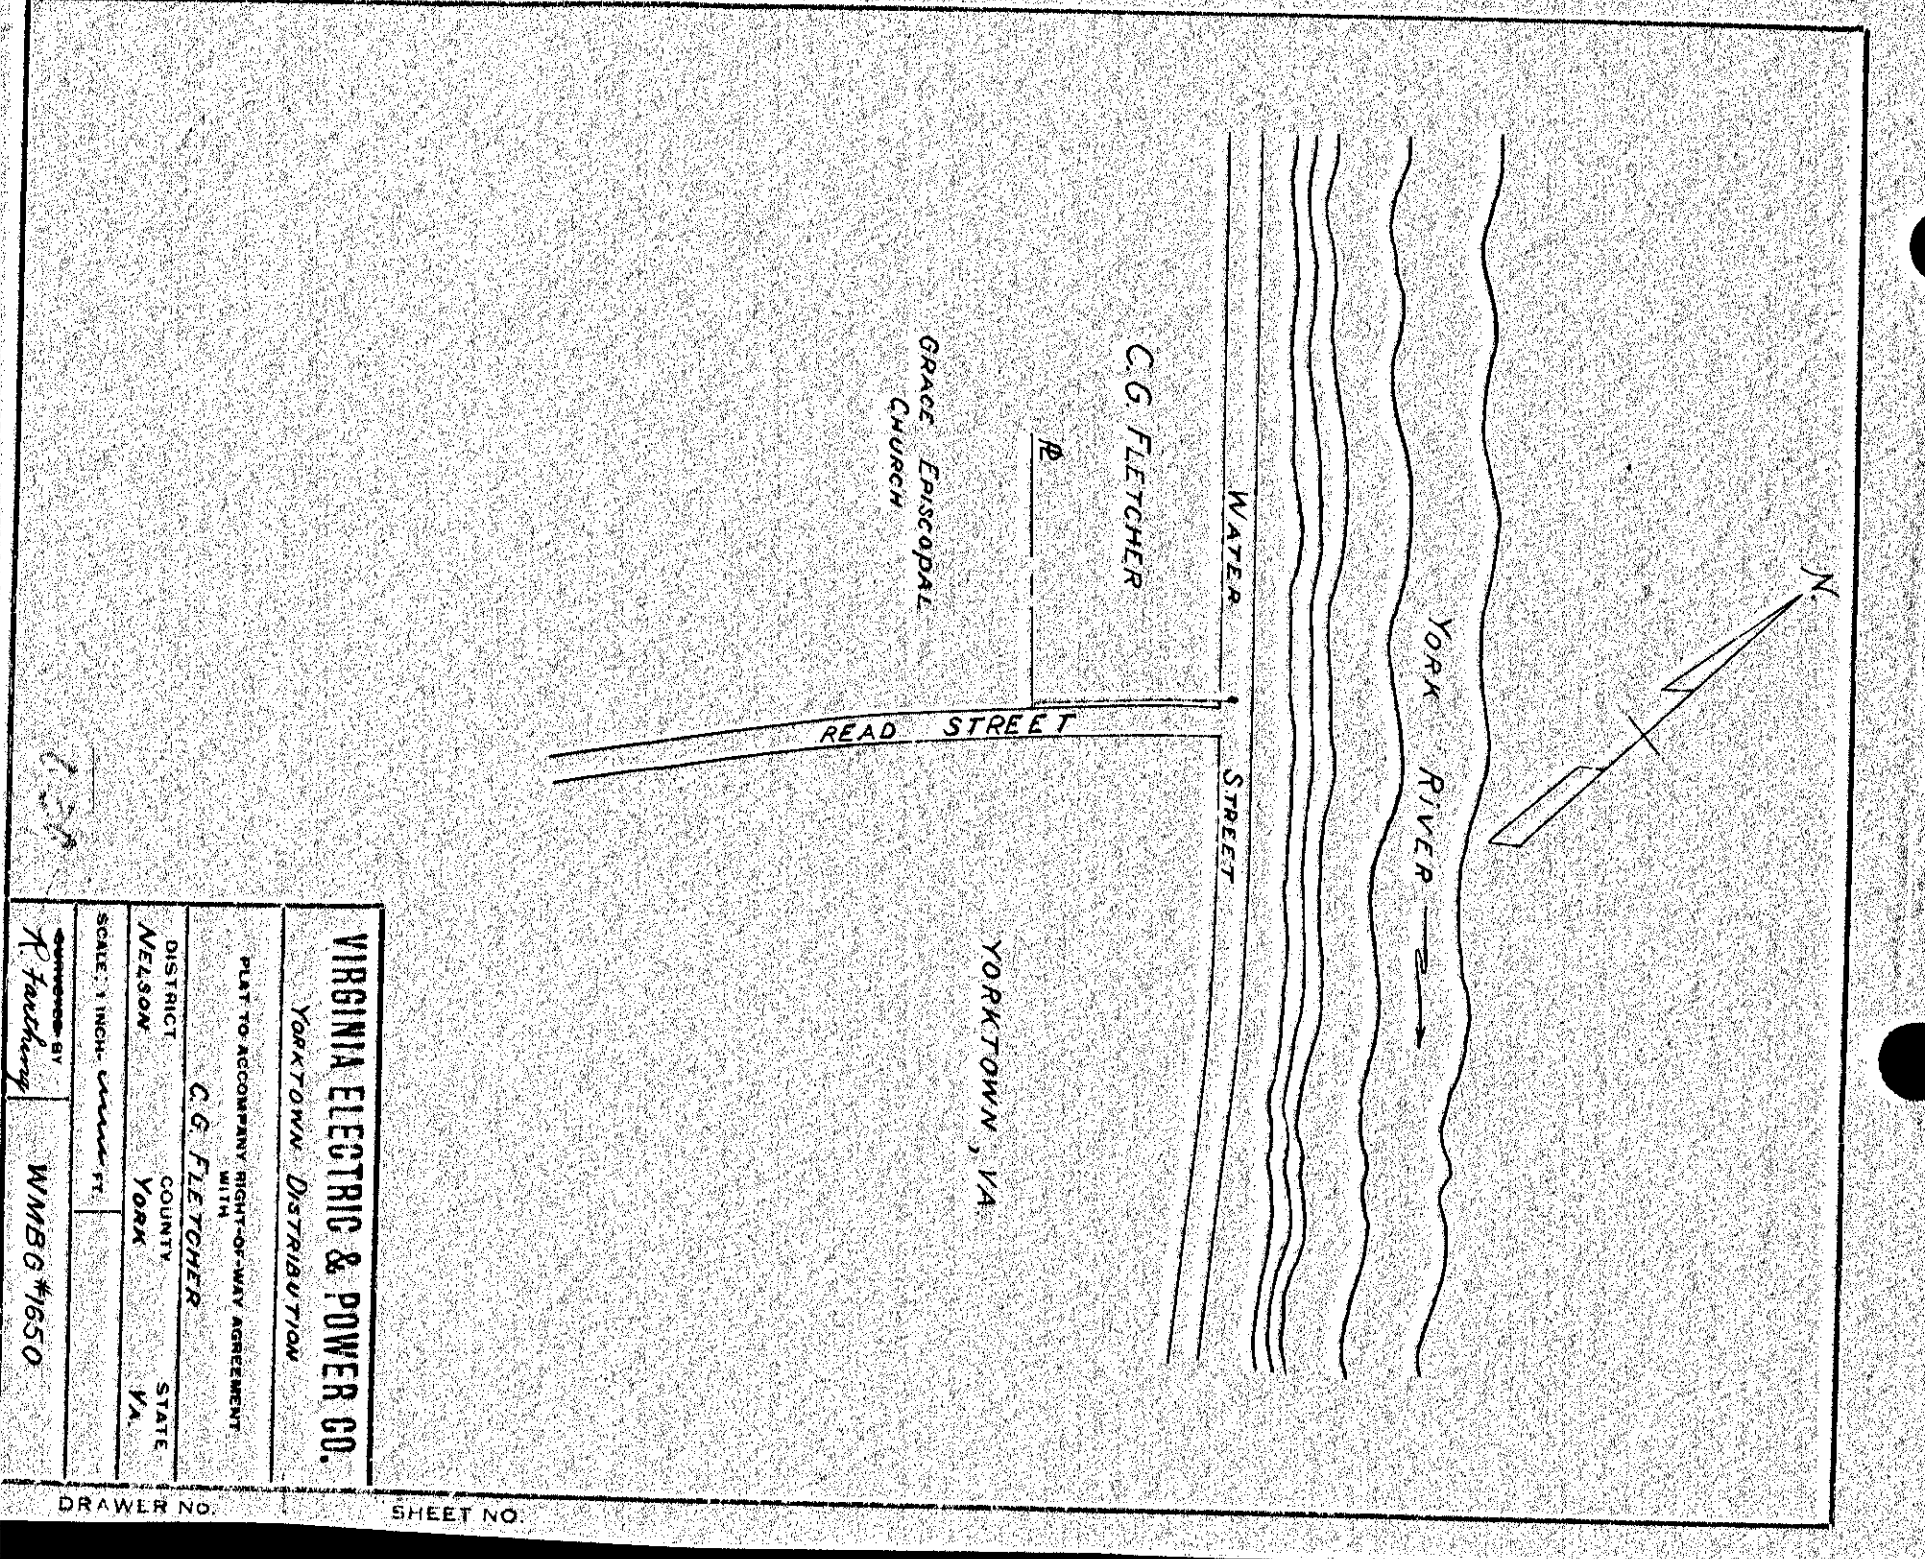 N.
YORK RIVER
WATER STREET
C. G. FLETCHER
PL
GRACE EPISCOPAL
CHURCH
READ STREET
YORKTOWN, VA.
VIRGINIA ELECTRIC & POWER CO.
YORKTOWN DISTRIBUTION
PLAT TO ACCOMPANY RIGHT-OF-WAY AGREEMENT
WITH
C. G. FLETCHER
DISTRICT COUNTY STATE
NELSON YORK VA.
SCALE: 1 INCH- FT.
BY
R. Farthing WMBG #1650
DRAWER NO. SHEET NO.